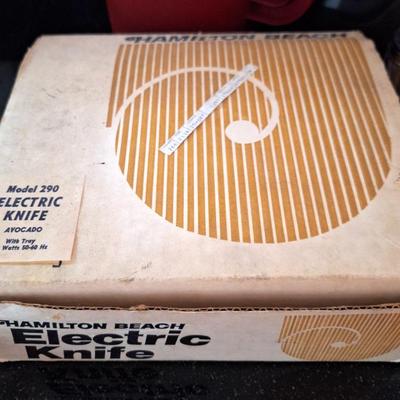 HAMILTON BEACH
Model 290
ELECTRIC
KNIFE
AVOCADO
With Tray
Watts 50-60 Hz
HAMILTON BEACH
Electric
Knife